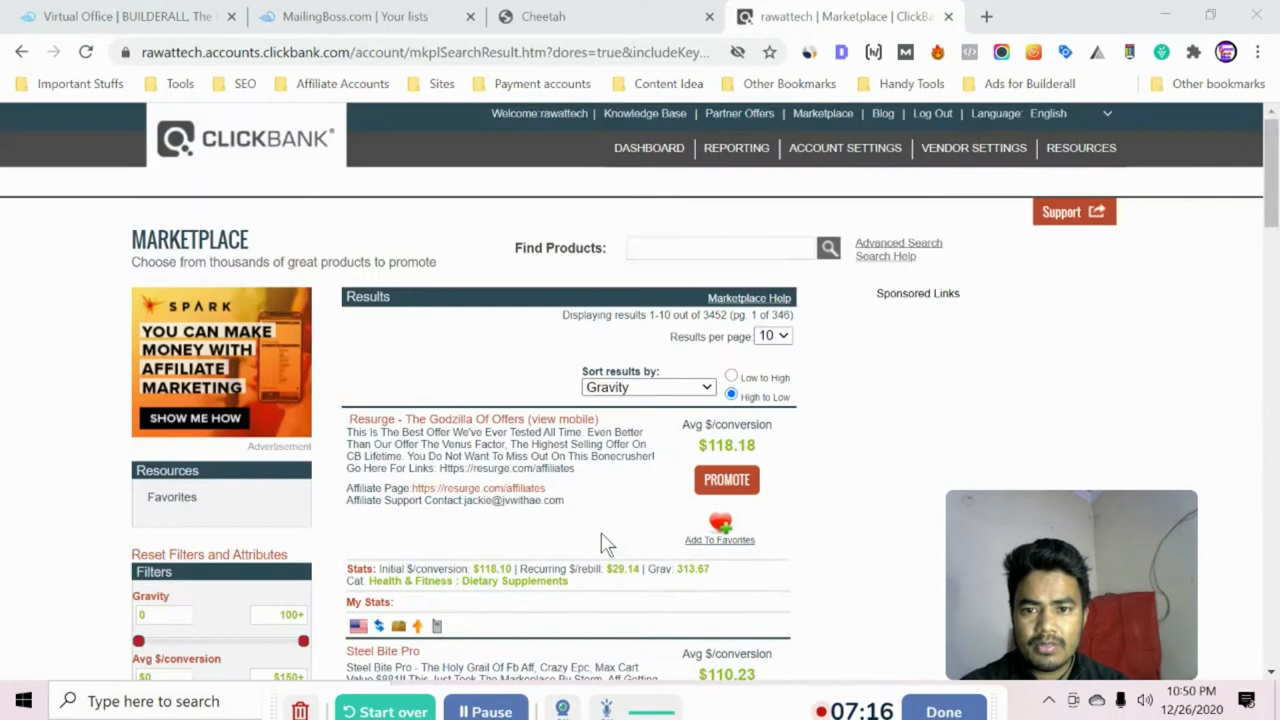 Virtual Office | BUILDERALL, The
MailingBoss.com | Your lists
Cheetah
rawattech | Marketplace | ClickBa
rawattech.accounts.clickbank.com/account/mkplSearchResult.htm?dores=true&includeKey...
Important Stuffs
Tools
SEO
Affiliate Accounts
Sites
Payment accounts
Content Idea
Other Bookmarks
Handy Tools
Ads for Builderall
Other bookmarks
Welcome:rawattech | Knowledge Base | Partner Offers | Marketplace | Blog | Log Out | Language: English
CLICKBANK®
DASHBOARD | REPORTING | ACCOUNT SETTINGS | VENDOR SETTINGS | RESOURCES
Support
MARKETPLACE
Choose from thousands of great products to promote
Find Products:
Advanced Search
Search Help
SPARK
YOU CAN MAKE
MONEY WITH
AFFILIATE
MARKETING
SHOW ME HOW
Advertisement
Results
Marketplace Help
Displaying results 1-10 out of 3452 (pg. 1 of 346)
Results per page: 10
Sort results by:
Gravity
Low to High
High to Low
Sponsored Links
Resurge - The Godzilla Of Offers (view mobile)
This Is The Best Offer We've Ever Tested All Time. Even Better
Than Our Offer The Venus Factor, The Highest Selling Offer On
CB Lifetime. You Do Not Want To Miss Out On This Bonecrusher!
Go Here For Links: Https://resurge.com/affiliates
Affiliate Page:https://resurge.com/affiliates
Affiliate Support Contact:jackie@jvwithae.com
Avg $/conversion
$118.18
PROMOTE
Add To Favorites
Stats: Initial $/conversion: $118.10 | Recurring $/rebill: $29.14 | Grav: 313.67
Cat: Health & Fitness : Dietary Supplements
My Stats:
Resources
Favorites
Reset Filters and Attributes
Filters
Gravity
0
100+
Avg $/conversion
$0
$150+
Steel Bite Pro
Steel Bite Pro - The Holy Grail Of Fb Aff, Crazy Epc, Max Cart
Avg $/conversion
$110.23
Type here to search
Start over
Pause
07:16
Done
10:50 PM
12/26/2020